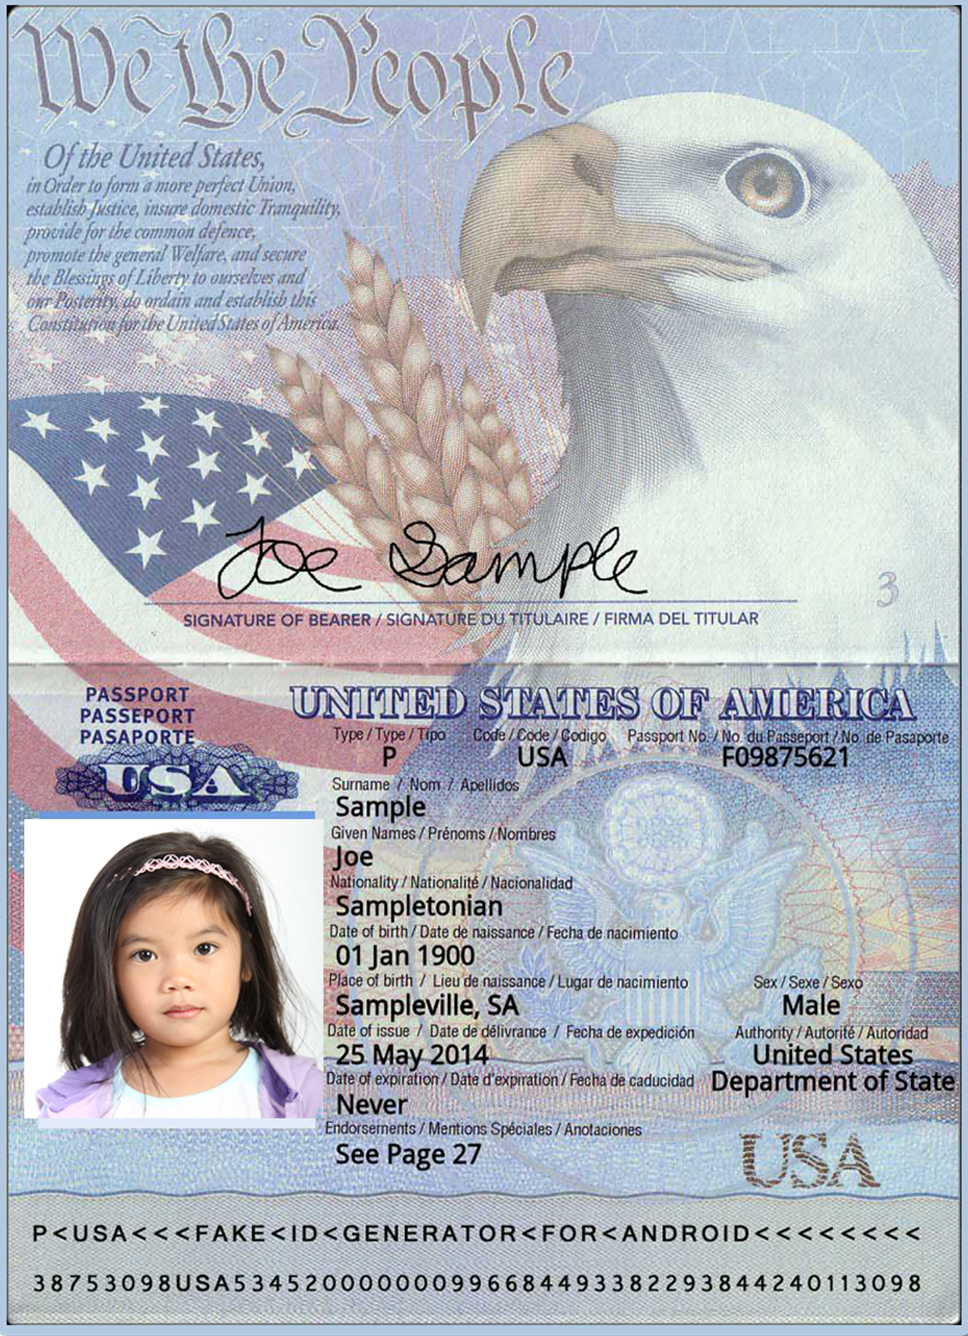 We the People
Of the United States,
in Order to form a more perfect Union,
establish Justice, insure domestic Tranquility,
provide for the common defence,
promote the general Welfare, and secure
the Blessings of Liberty to ourselves and
our Posterity, do ordain and establish this
Constitution for the United States of America.
Joe Sample
3
SIGNATURE OF BEARER / SIGNATURE DU TITULAIRE / FIRMA DEL TITULAR
PASSPORT
PASSEPORT
PASAPORTE
USA
UNITED STATES OF AMERICA
Type / Type / Tipo Code / Code / Codigo Passport No. / No. du Passeport / No. de Pasaporte
P USA F09875621
Surname / Nom / Apellidos
Sample
Given Names / Prénoms / Nombres
Joe
Nationality / Nationalité / Nacionalidad
Sampletonian
Date of birth / Date de naissance / Fecha de nacimiento
01 Jan 1900
Place of birth / Lieu de naissance / Lugar de nacimiento Sex / Sexe / Sexo
Sampleville, SA Male
Date of issue / Date de délivrance / Fecha de expedición Authority / Autorité / Autoridad
25 May 2014 United States
Date of expiration / Date d'expiration / Fecha de caducidad Department of State
Never
Endorsements / Mentions Spéciales / Anotaciones
See Page 27
USA
P<USA<<<FAKE<ID<GENERATOR<FOR<ANDROID<<<<<<<<
38753098USA534520000000996684493382293844240113098